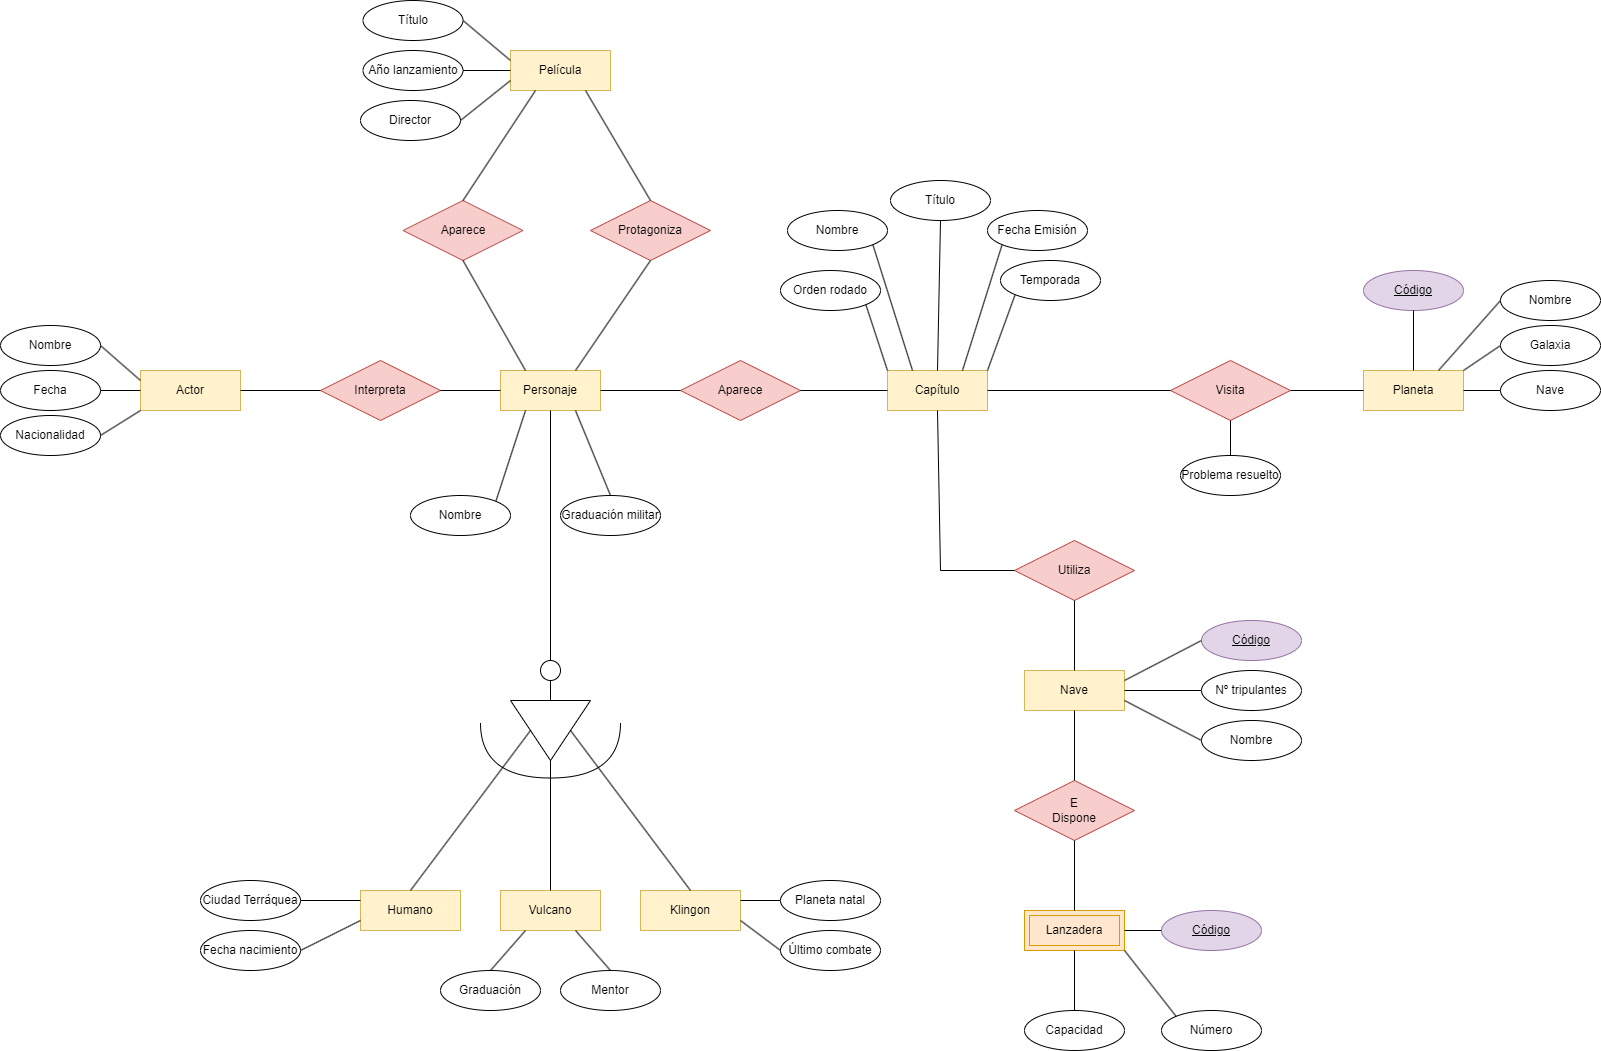 Título
Película
Año lanzamiento
Director
Aparece
Protagoniza
Título
Nombre
Fecha Emisión
Orden rodado
Temporada
Código
Nombre
Galaxia
Nombre
Fecha
Nacionalidad
Actor
Interpreta
Personaje
Aparece
Capítulo
Visita
Planeta
Nave
Problema resuelto
Nombre
Graduación militar
Utiliza
Código
Nave
Nº tripulantes
Nombre
E
Dispone
Ciudad Terráquea
Humano
Vulcano
Klingon
Planeta natal
Fecha nacimiento
Último combate
Lanzadera
Código
Graduación
Mentor
Capacidad
Número